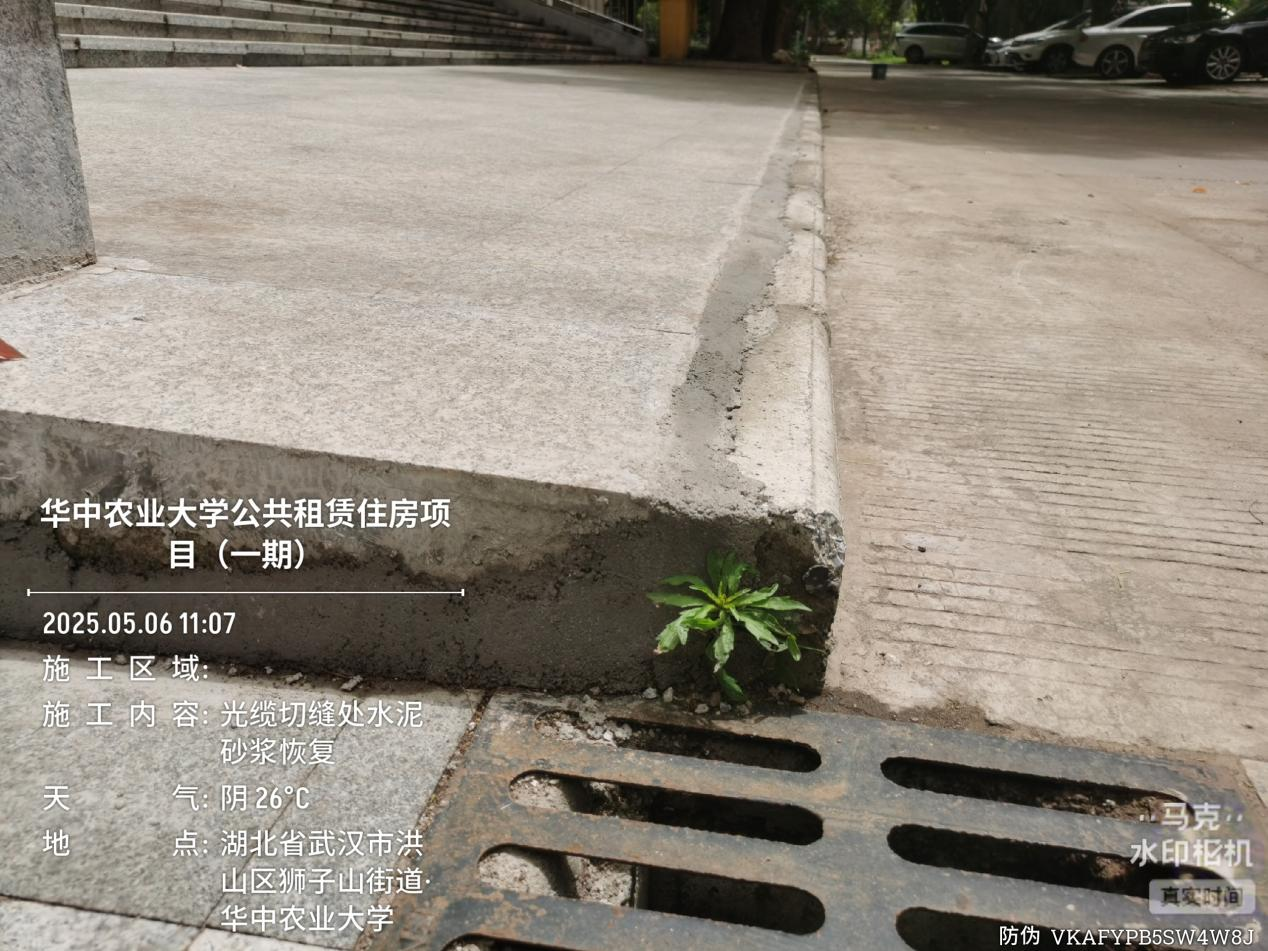 华中农业大学公共租赁住房项
目（一期）
2025.05.06 11:07
施工区域:
施工内容: 光缆切缝处水泥
砂浆恢复
天气: 阴 26°C
地点: 湖北省武汉市洪
山区狮子山街道·
华中农业大学
马克
水印相机
真实时间
防伪 VKAFYPB5SW4W8J